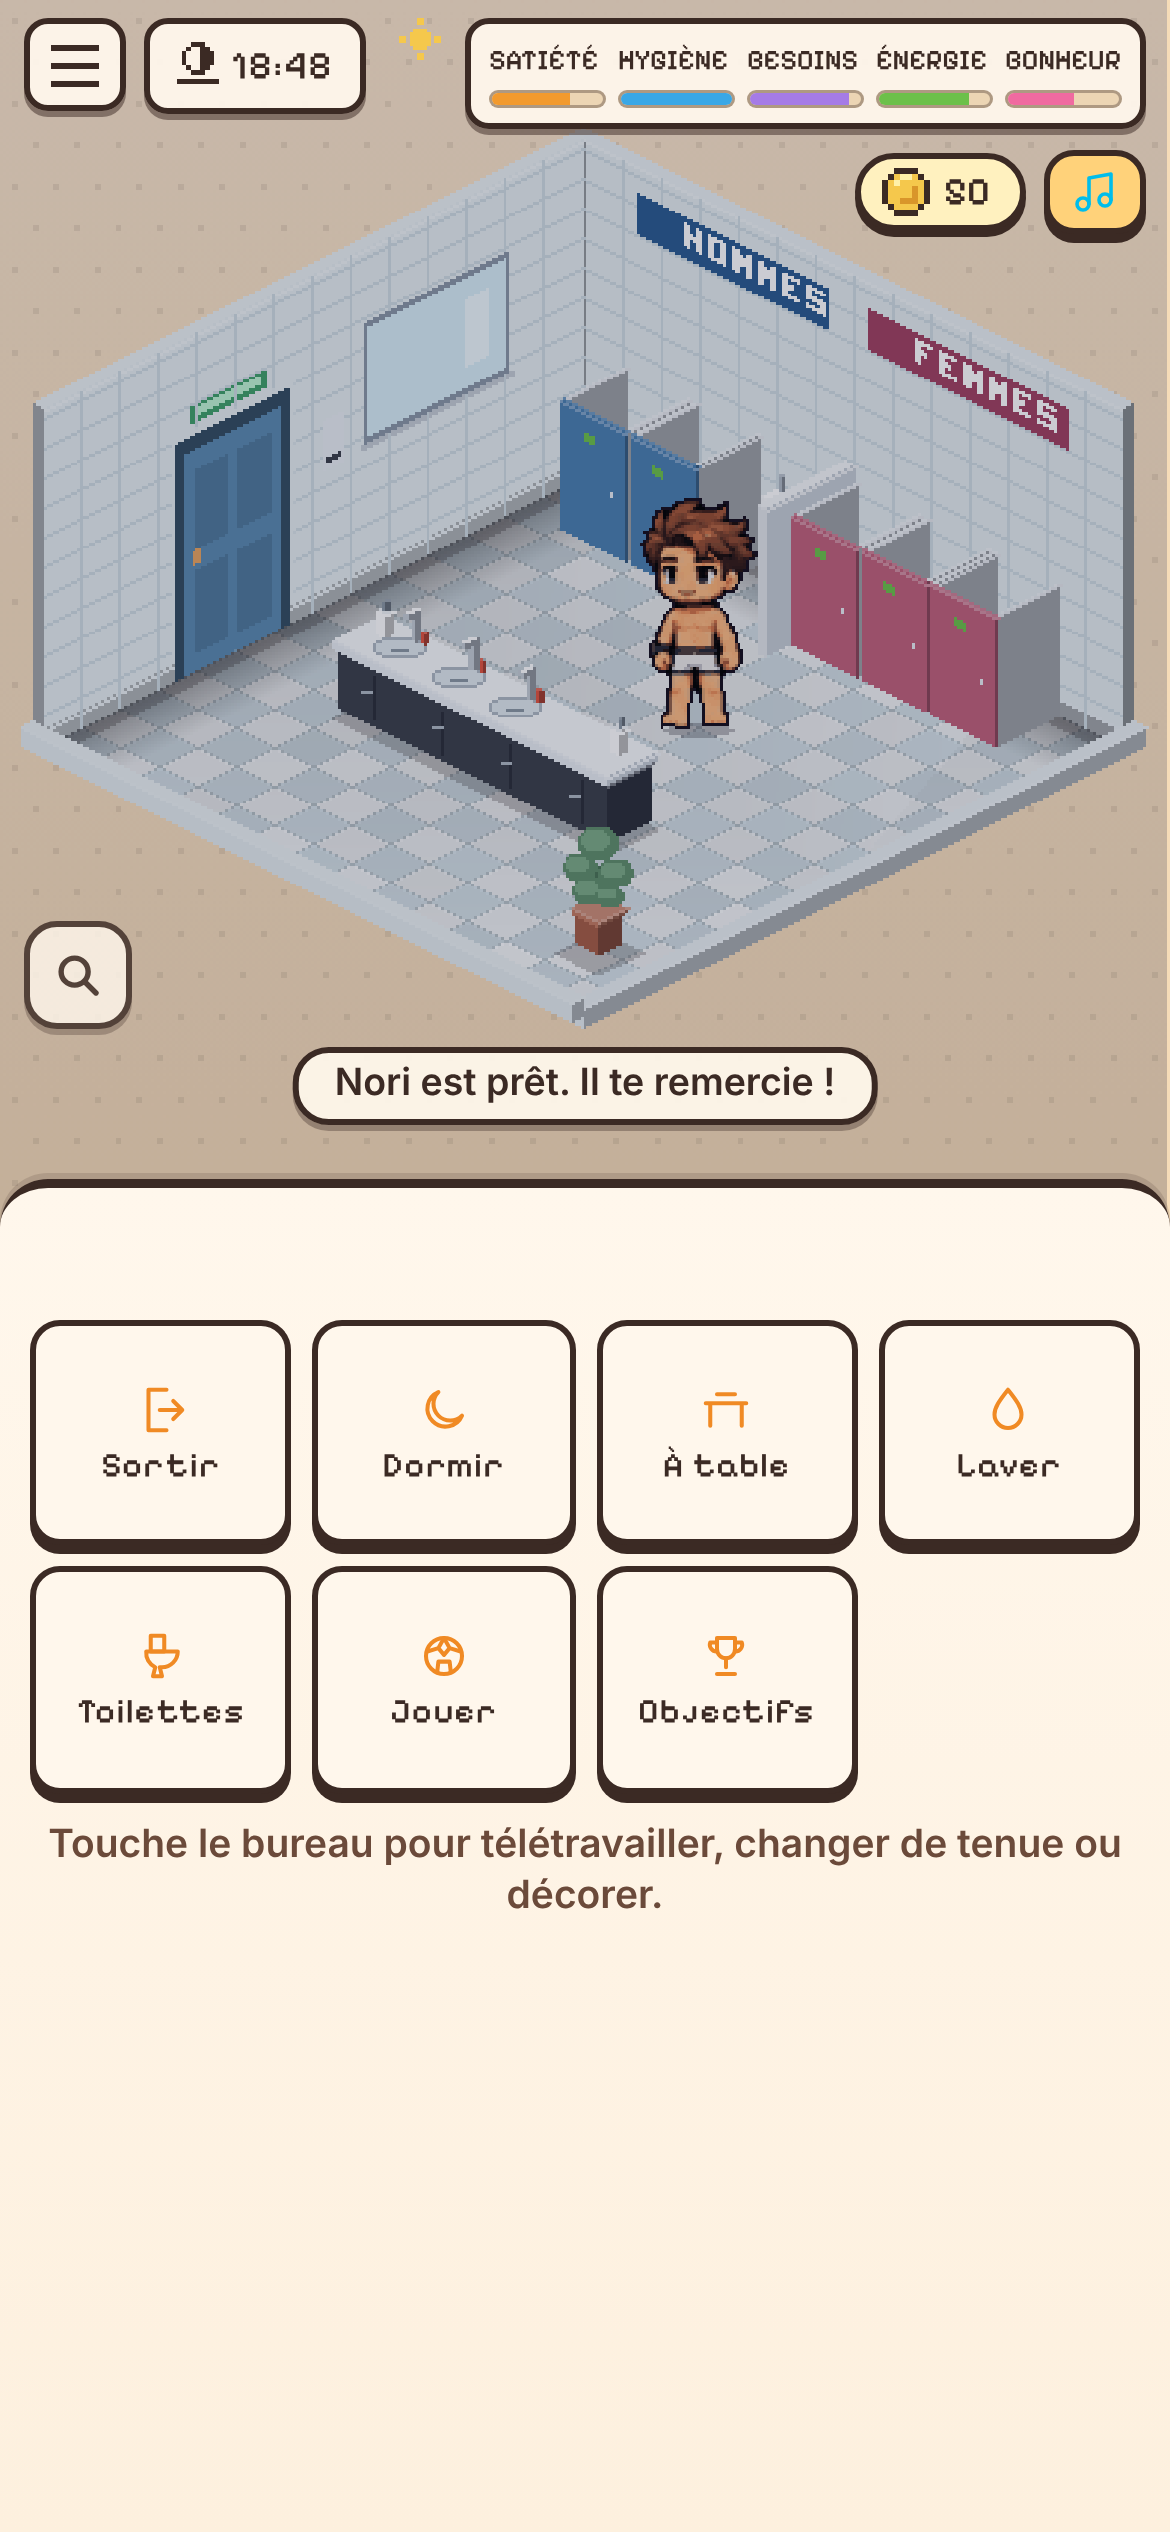 18:48
SATIÉTÉ HYGIÈNE BESOINS ÉNERGIE BONHEUR
50
HOMMES
FEMMES
Nori est prêt. Il te remercie !
Sortir
Dormir
À table
Laver
Toilettes
Jouer
Objectifs
Touche le bureau pour télétravailler, changer de tenue ou
décorer.